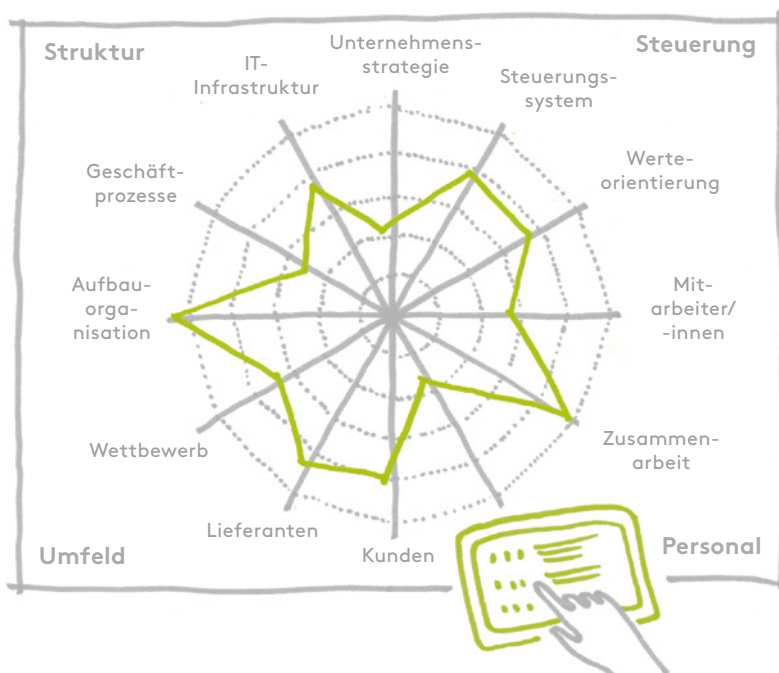 Struktur
Steuerung
Unternehmens-
strategie
IT-
Infrastruktur
Steuerungs-
system
Geschäft-
prozesse
Werte-
orientierung
Aufbau-
orga-
nisation
Mit-
arbeiter/
-innen
Wettbewerb
Zusammen-
arbeit
Lieferanten
Kunden
Umfeld
Personal